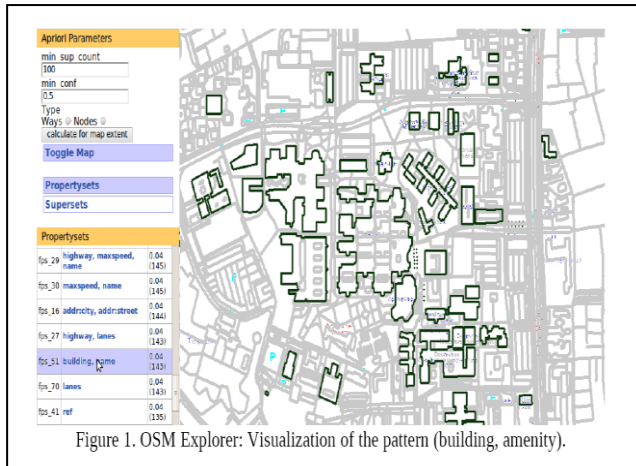 Apriori Parameters
min_sup_count
100
min_conf
0.5
Type
Ways Nodes
calculate for map extent
Toggle Map
Propertysets
Supersets
Propertysets
fps_29 highway, maxspeed, name 0.04 (145)
fps_30 maxspeed, name 0.04 (145)
fps_16 addr:city, addr:street 0.04 (144)
fps_27 highway, lanes 0.04 (143)
fps_51 building, name 0.04 (143)
fps_70 lanes 0.04 (143)
fps_41 ref 0.04 (135)
P
P
Figure 1. OSM Explorer: Visualization of the pattern (building, amenity).